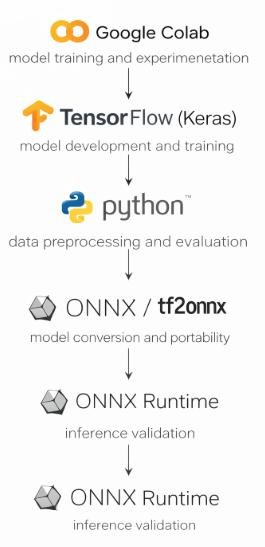 Google Colab
model training and experimenetation
TensorFlow (Keras)
model development and training
python™
data preprocessing and evaluation
ONNX / tf2onnx
model conversion and portability
ONNX Runtime
inference validation
ONNX Runtime
inference validation